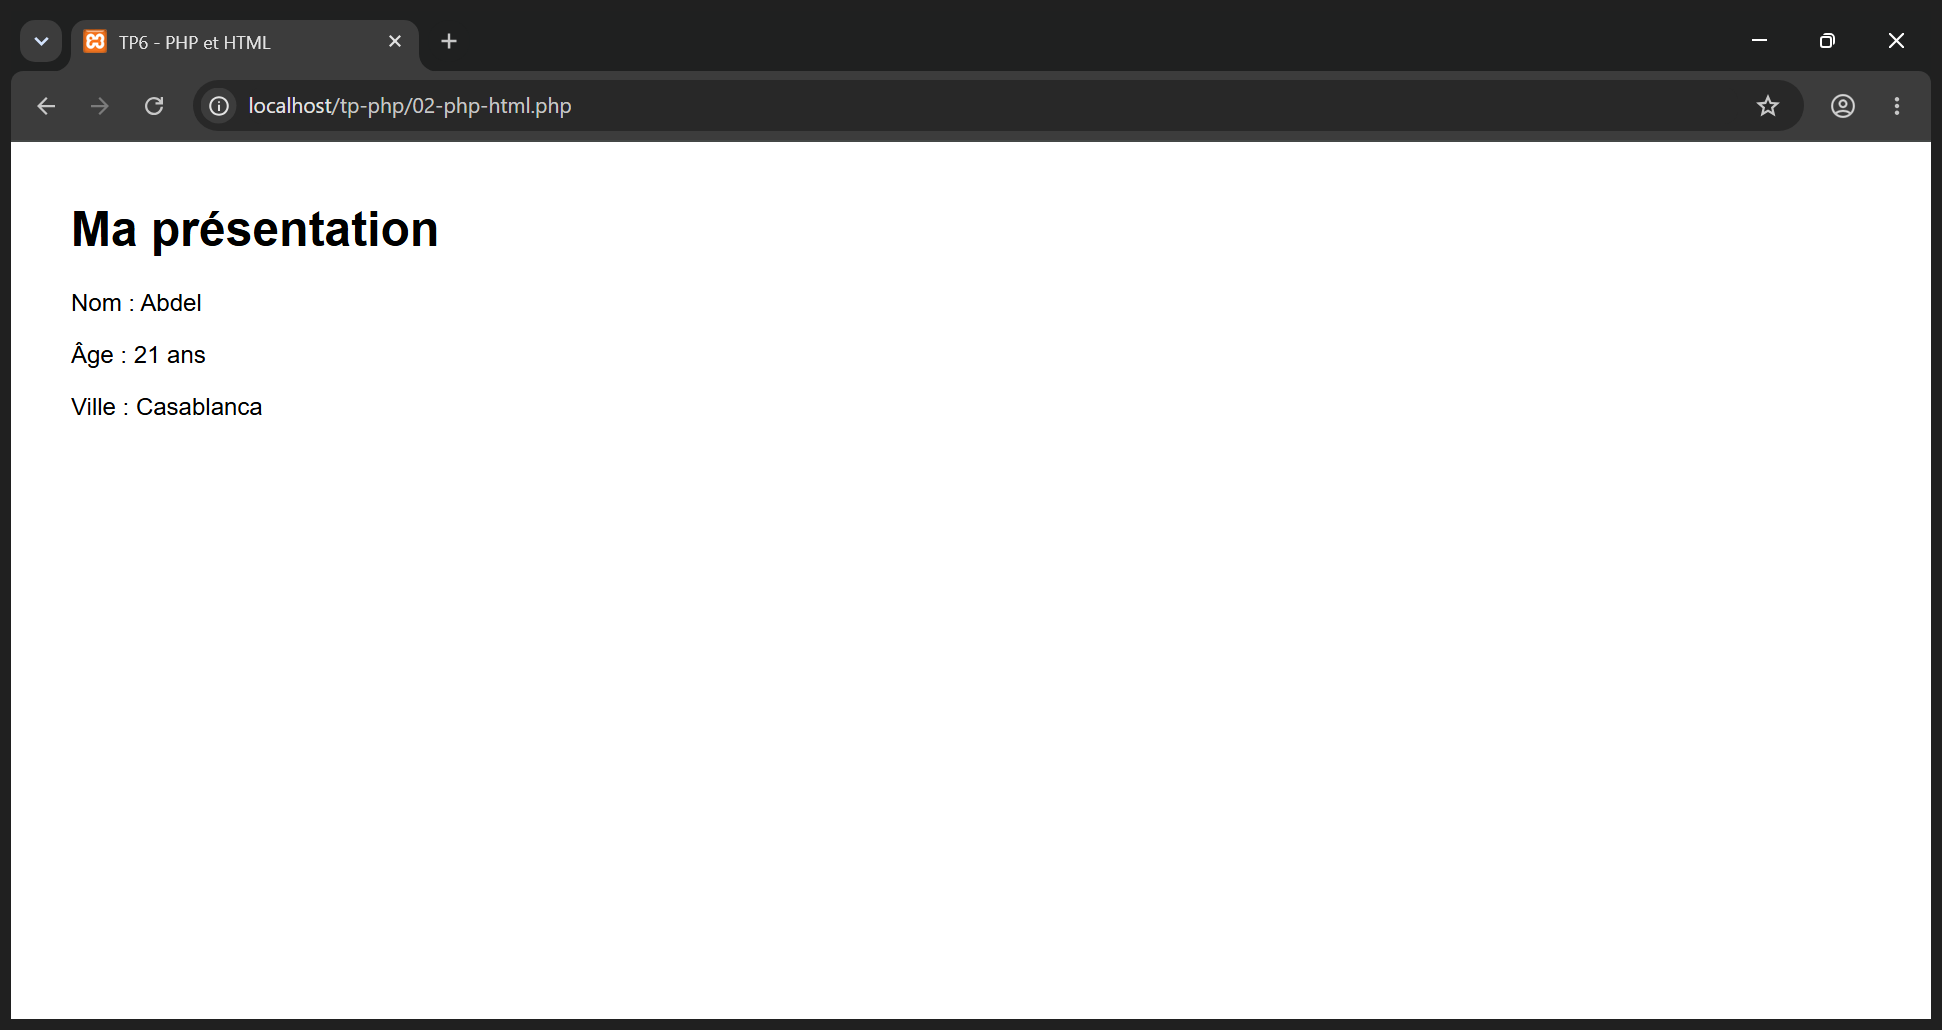 TP6 - PHP et HTML
localhost/tp-php/02-php-html.php
Ma présentation
Nom : Abdel
Âge : 21 ans
Ville : Casablanca